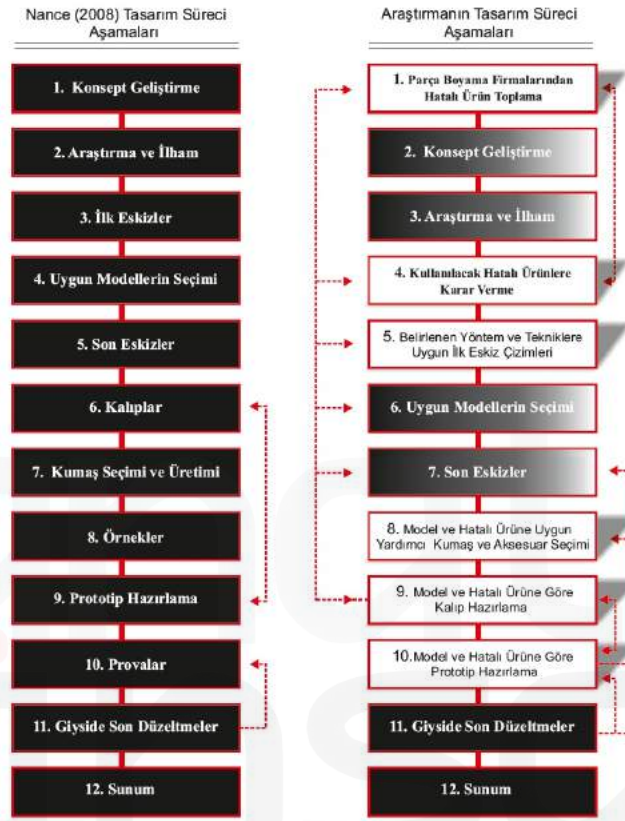 Nance (2008) Tasarım Süreci
Aşamaları
1. Konsept Geliştirme
2. Araştırma ve İlham
3. İlk Eskizler
4. Uygun Modellerin Seçimi
5. Son Eskizler
6. Kalıplar
7. Kumaş Seçimi ve Üretimi
8. Örnekler
9. Prototip Hazırlama
10. Provalar
11. Giyside Son Düzeltmeler
12. Sunum
Araştırmanın Tasarım Süreci
Aşamaları
1. Parça Boyama Firmalarından
Hatalı Ürün Toplama
2. Konsept Geliştirme
3. Araştırma ve İlham
4. Kullanılacak Hatalı Ürünlere
Karar Verme
5. Belirlenen Yöntem ve Tekniklere
Uygun İlk Eskiz Çizimleri
6. Uygun Modellerin Seçimi
7. Son Eskizler
8. Model ve Hatalı Ürüne Uygun
Yardımcı Kumaş ve Aksesuar Seçimi
9. Model ve Hatalı Ürüne Göre
Kalıp Hazırlama
10.Model ve Hatalı Ürüne Göre
Prototip Hazırlama
11. Giyside Son Düzeltmeler
12. Sunum